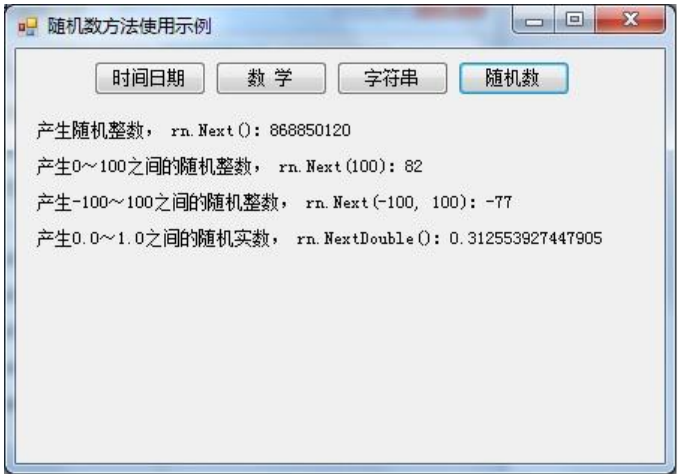 随机数方法使用示例
时间日期 数 学 字符串 随机数
产生随机整数， rn.Next()：868850120
产生0～100之间的随机整数， rn.Next(100)：82
产生-100～100之间的随机整数， rn.Next(-100, 100)：-77
产生0.0～1.0之间的随机实数， rn.NextDouble()：0.312553927447905